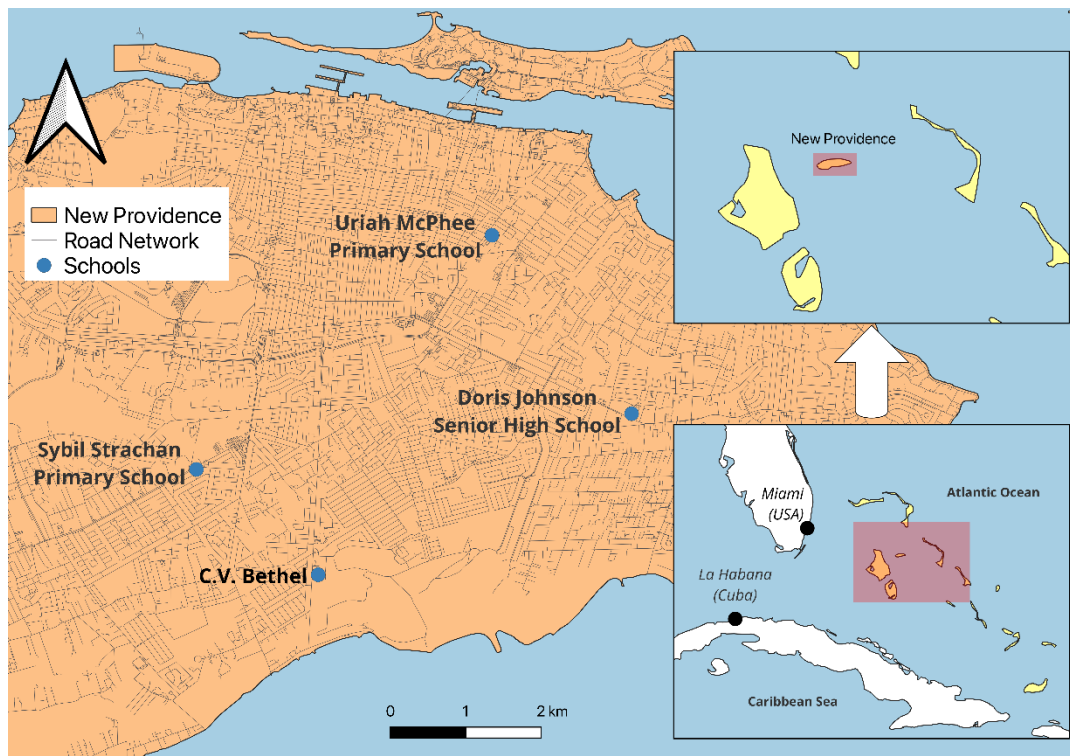 New Providence
Road Network
Schools
Uriah McPhee
Primary School
Doris Johnson
Senior High School
Sybil Strachan
Primary School
C.V. Bethel
0 1 2 km
New Providence
Miami
(USA)
Atlantic Ocean
La Habana
(Cuba)
Caribbean Sea